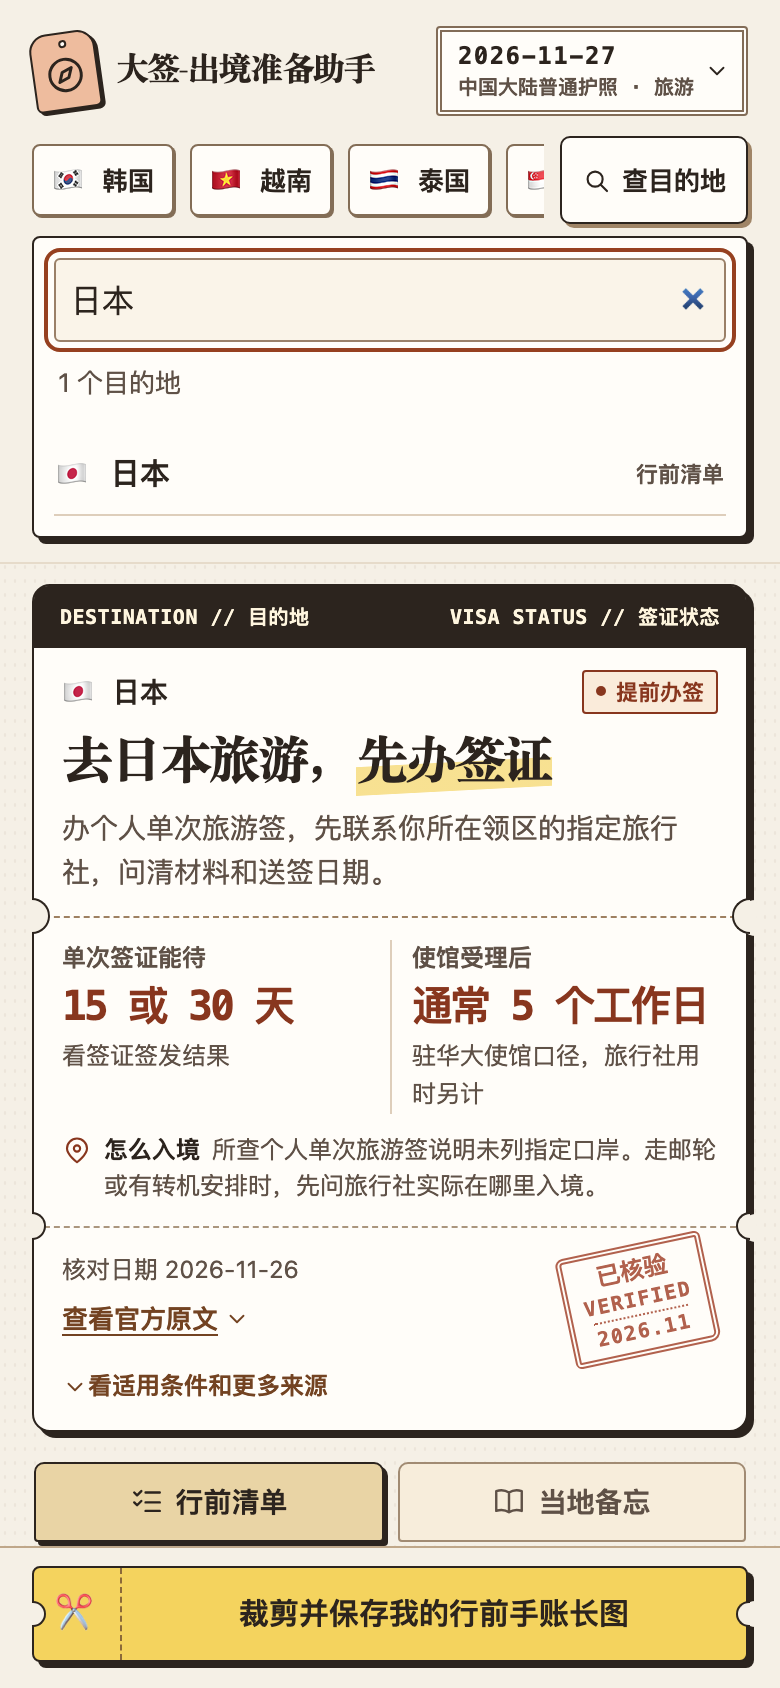 大签-出境准备助手
2026-11-27
中国大陆普通护照 · 旅游
韩国
越南
泰国
查目的地
日本
1 个目的地
日本
行前清单
DESTINATION // 目的地
VISA STATUS // 签证状态
日本
提前办签
去日本旅游，先办签证
办个人单次旅游签，先联系你所在领区的指定旅行
社，问清材料和送签日期。
单次签证能待
15 或 30 天
看签证签发结果
使馆受理后
通常 5 个工作日
驻华大使馆口径，旅行社用
时另计
怎么入境 所查个人单次旅游签说明未列指定口岸。走邮轮
或有转机安排时，先问旅行社实际在哪里入境。
核对日期 2026-11-26
查看官方原文
看适用条件和更多来源
已核验
VERIFIED
2026.11
行前清单
当地备忘
裁剪并保存我的行前手账长图